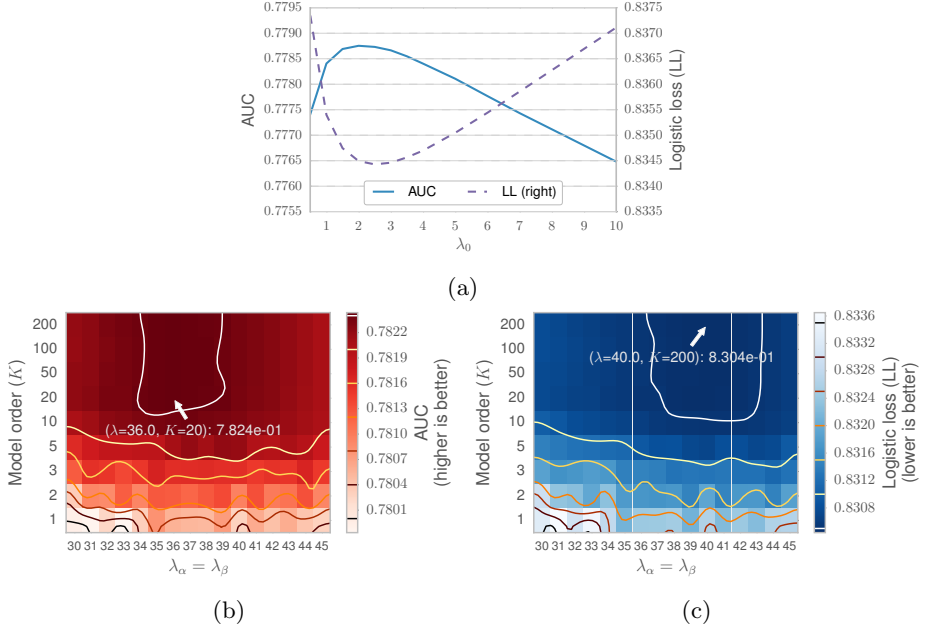 0.7795
0.7790
0.7785
0.7780
0.7775
0.7770
0.7765
0.7760
0.7755
AUC
0.8375
0.8370
0.8365
0.8360
0.8355
0.8350
0.8345
0.8340
0.8335
Logistic loss (LL)
AUC
LL (right)
1 2 3 4 5 6 7 8 9 10
λ₀
(a)
Model order (K)
200
100
50
20
10
5
3
2
1
(λ=36.0, K=20): 7.824e-01
30 31 32 33 34 35 36 37 38 39 40 41 42 43 44 45
λα = λβ
0.7822
0.7819
0.7816
0.7813
0.7810
0.7807
0.7804
0.7801
AUC
(higher is better)
(b)
Model order (K)
200
100
50
20
10
5
3
2
1
(λ=40.0, K=200): 8.304e-01
30 31 32 33 34 35 36 37 38 39 40 41 42 43 44 45
λα = λβ
0.8336
0.8332
0.8328
0.8324
0.8320
0.8316
0.8312
0.8308
Logistic loss (LL)
(lower is better)
(c)